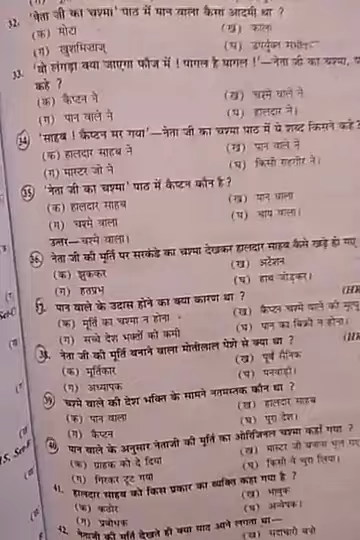 32. 'नेता जी का चश्मा' पाठ में पान वाला कैसा आदमी था ?
(क) मोटा (ख) काला
(ग) खुशमिज़ाज (घ) उपर्युक्त सभी
33. 'वो लंगड़ा क्या जाएगा फौज में ! पागल है पागल !'—नेता जी का चश्मा,
कहे ?
(क) कैप्टन ने (ख) चश्मे वाले ने
(ग) पान वाले ने (घ) हालदार ने।
34. 'साहब ! कैप्टन मर गया'—नेता जी का चश्मा पाठ में ये शब्द किसने कहे ?
(क) हालदार साहब ने (ख) पान वाले ने
(ग) मास्टर जी ने (घ) किसी राहगीर ने।
35. 'नेता जी का चश्मा' पाठ में कैप्टन कौन है ?
(क) हालदार साहब (ख) पान वाला
(ग) चश्मे वाला (घ) चाय वाला।
उत्तर—चश्मे वाला।
36. नेता जी की मूर्ति पर सरकंडे का चश्मा देखकर हालदार साहब कैसे खड़े हो गए
(क) झुककर (ख) अटेंशन
(ग) हतप्रभ (घ) हाथ जोड़कर।
37. पान वाले के उदास होने का क्या कारण था ?
(क) मूर्ति का चश्मा न होना (ख) कैप्टन चश्मे वाले की मृत्यु
(ग) सच्चे देश भक्तों की कमी (घ) पान का बिक्री न होना।
38. नेता जी की मूर्ति बनाने वाला मोतीलाल पेशे से क्या था ?
(क) मूर्तिकार (ख) पूर्व सैनिक
(ग) अध्यापक (घ) पनवाड़ी।
39. चश्मे वाले की देश भक्ति के सामने नतमस्तक कौन था ?
(क) पान वाला (ख) हालदार साहब
(ग) कैप्टन (घ) पूरा देश।
40. पान वाले के अनुसार नेताजी की मूर्ति का ओरिजिनल चश्मा कहाँ गया ?
(क) ग्राहक को दे दिया (ख) मास्टर जी बनाना भूल गए
(ग) गिरकर टूट गया (घ) किसी ने चुरा लिया।
41. हालदार साहब को किस प्रकार का व्यक्ति कहा गया है ?
(क) कठोर (ख) भावुक
(ग) प्रबोधक (घ) अन्वेषक।
42. नेताजी की मूर्ति देखते ही क्या याद आने लगता था—